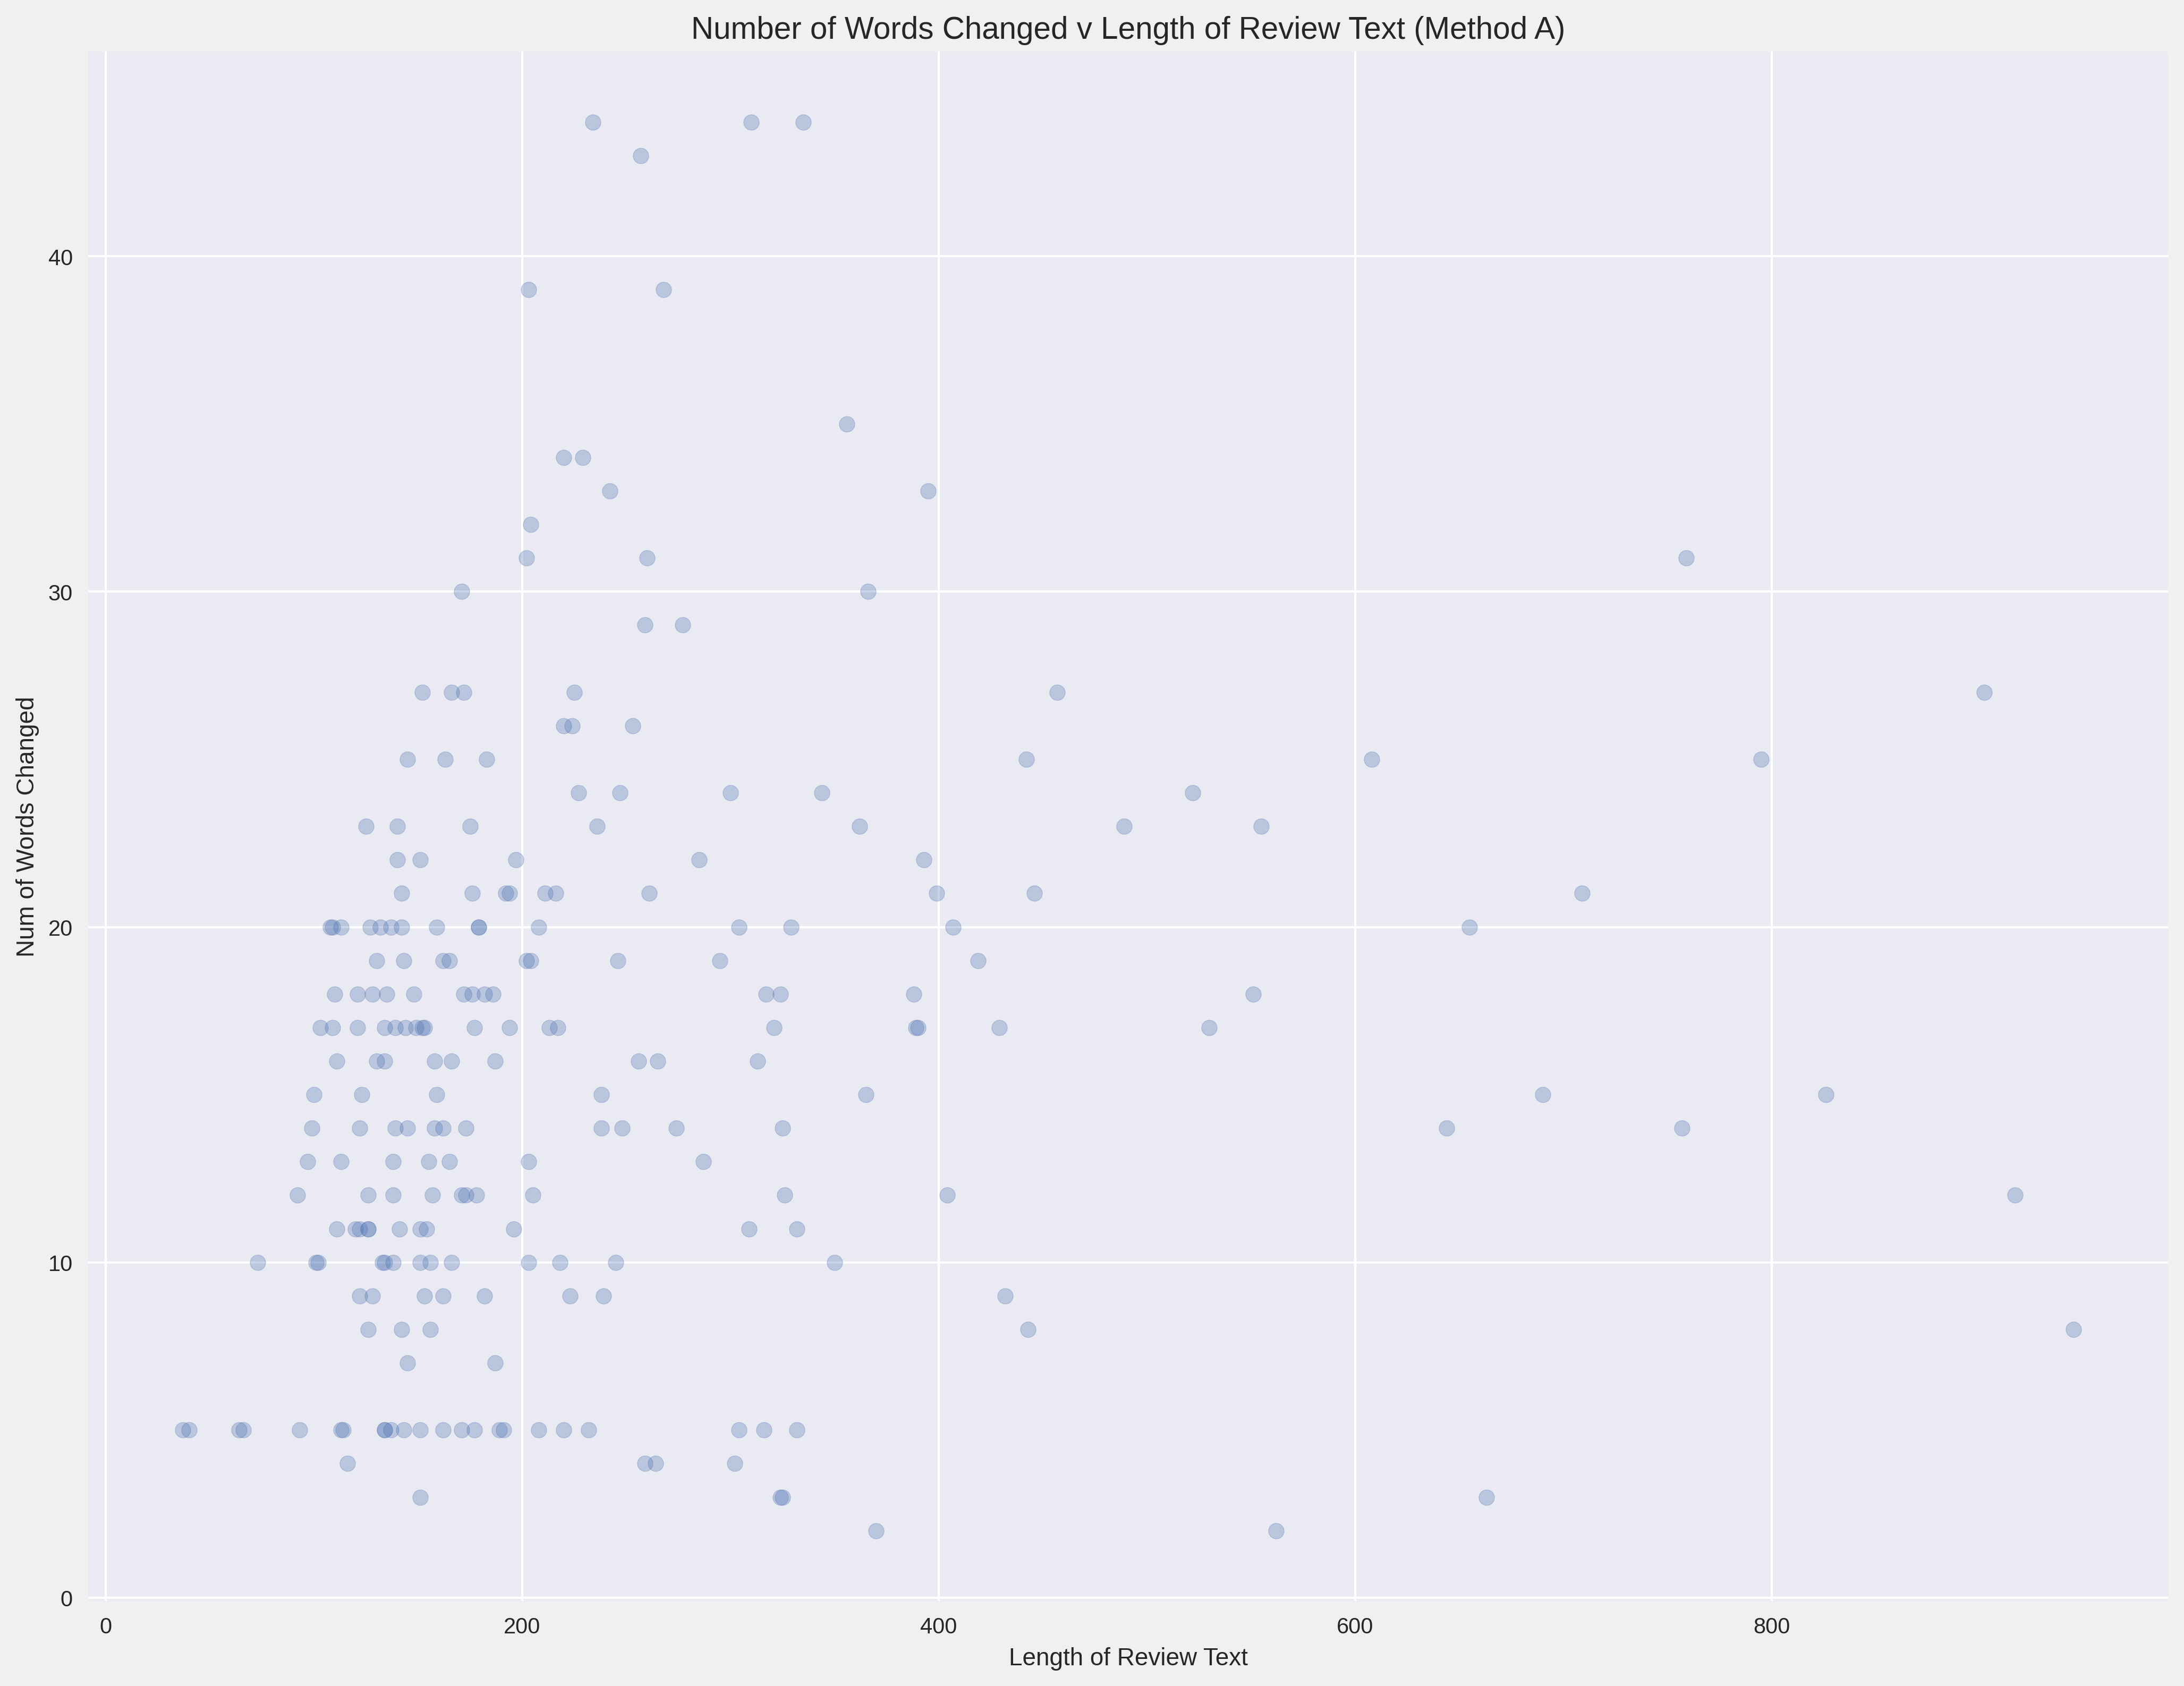 Number of Words Changed v Length of Review Text (Method A)
Num of Words Changed
40
30
20
10
0
0 200 400 600 800
Length of Review Text